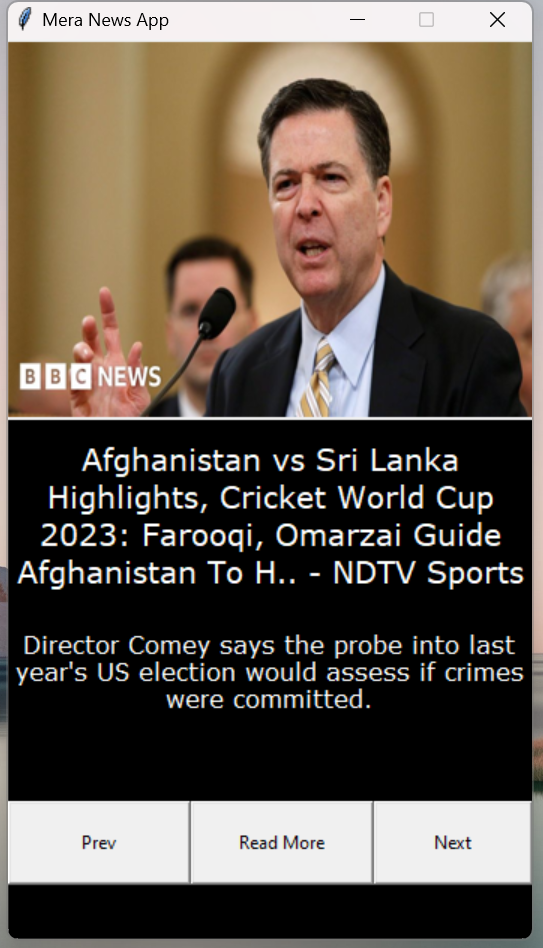 Mera News App
BBC NEWS
Afghanistan vs Sri Lanka
Highlights, Cricket World Cup
2023: Farooqi, Omarzai Guide
Afghanistan To H.. - NDTV Sports
Director Comey says the probe into last
year's US election would assess if crimes
were committed.
Prev Read More Next